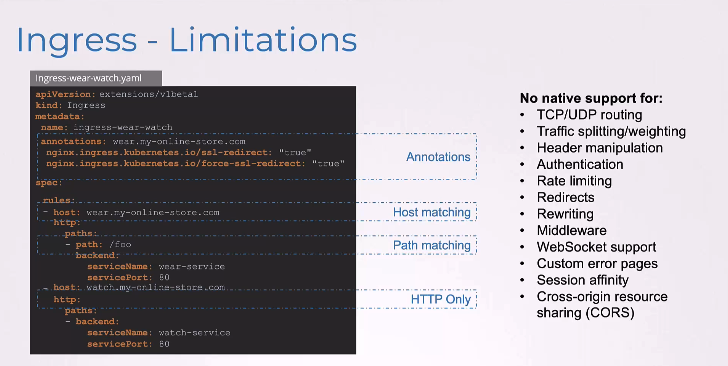 Ingress - Limitations
Ingress-wear-watch.yaml
apiVersion: extensions/v1beta1
kind: Ingress
metadata:
name: ingress-wear-watch
annotations: wear.my-online-store.com
nginx.ingress.kubernetes.io/ssl-redirect: "true"
nginx.ingress.kubernetes.io/force-ssl-redirect: "true"
spec:
rules:
- host: wear.my-online-store.com
http:
paths:
- path: /foo
backend:
serviceName: wear-service
servicePort: 80
- host: watch.my-online-store.com
http:
paths:
- backend:
serviceName: watch-service
servicePort: 80
Annotations
Host matching
Path matching
HTTP Only
No native support for:
• TCP/UDP routing
• Traffic splitting/weighting
• Header manipulation
• Authentication
• Rate limiting
• Redirects
• Rewriting
• Middleware
• WebSocket support
• Custom error pages
• Session affinity
• Cross-origin resource
sharing (CORS)